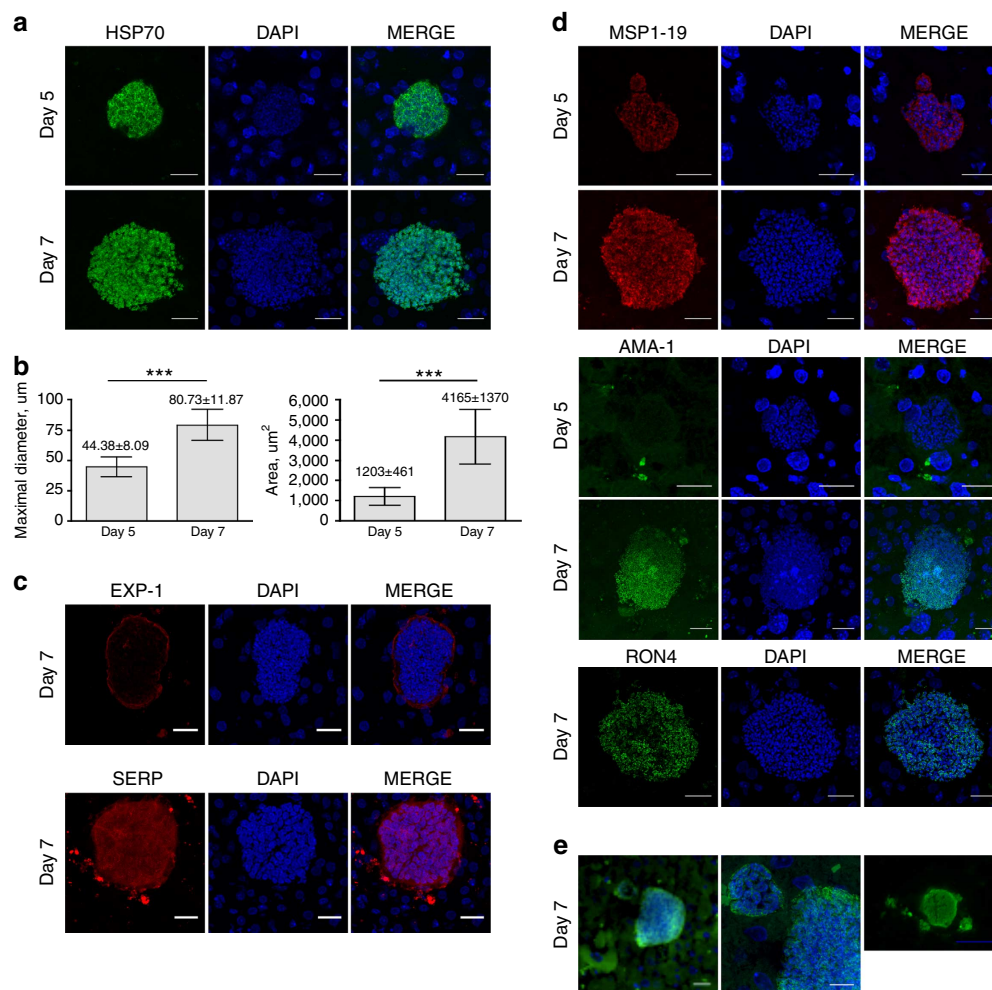 a
HSP70 DAPI MERGE
Day 5
Day 7
b
***
Maximal diameter, um
100
75
50
25
0
44.38±8.09
80.73±11.87
Day 5 Day 7
***
Area, um²
6,000
5,000
4,000
3,000
2,000
1,000
0
1203±461
4165±1370
Day 5 Day 7
c
EXP-1 DAPI MERGE
Day 7
SERP DAPI MERGE
Day 7
d
MSP1-19 DAPI MERGE
Day 5
Day 7
AMA-1 DAPI MERGE
Day 5
Day 7
RON4 DAPI MERGE
Day 7
e
Day 7